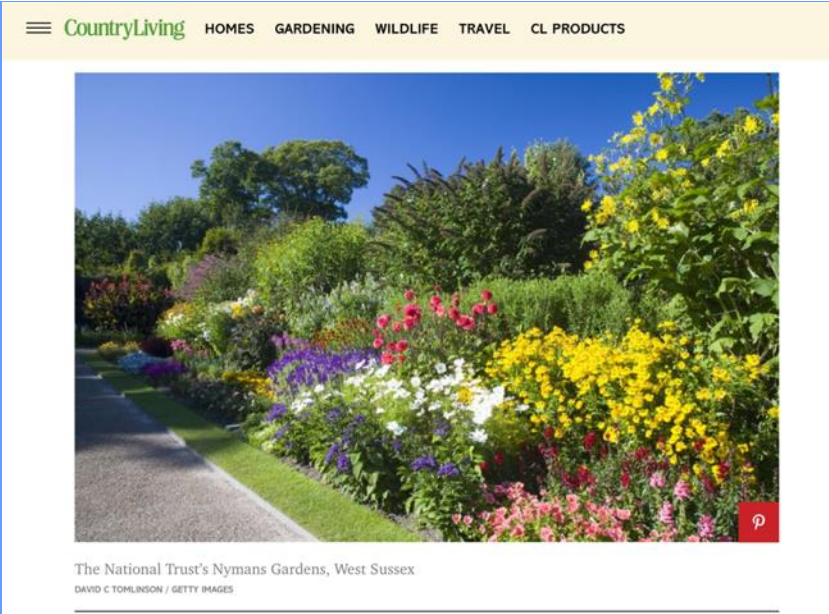 CountryLiving HOMES GARDENING WILDLIFE TRAVEL CL PRODUCTS
The National Trust's Nymans Gardens, West Sussex
DAVID C TOMLINSON / GETTY IMAGES